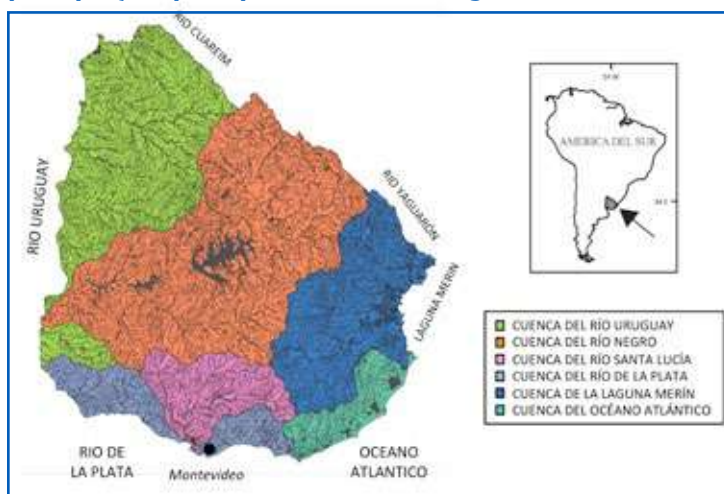 RIO CUAREIM
RIO URUGUAY
RIO YAGUARÓN
LAGUNA MERIN
RIO DE
LA PLATA
Montevideo
OCEANO
ATLANTICO
AMERICA DEL SUR
CUENCA DEL RÍO URUGUAY
CUENCA DEL RÍO NEGRO
CUENCA DEL RÍO SANTA LUCÍA
CUENCA DEL RÍO DE LA PLATA
CUENCA DE LA LAGUNA MERÍN
CUENCA DEL OCÉANO ATLÁNTICO